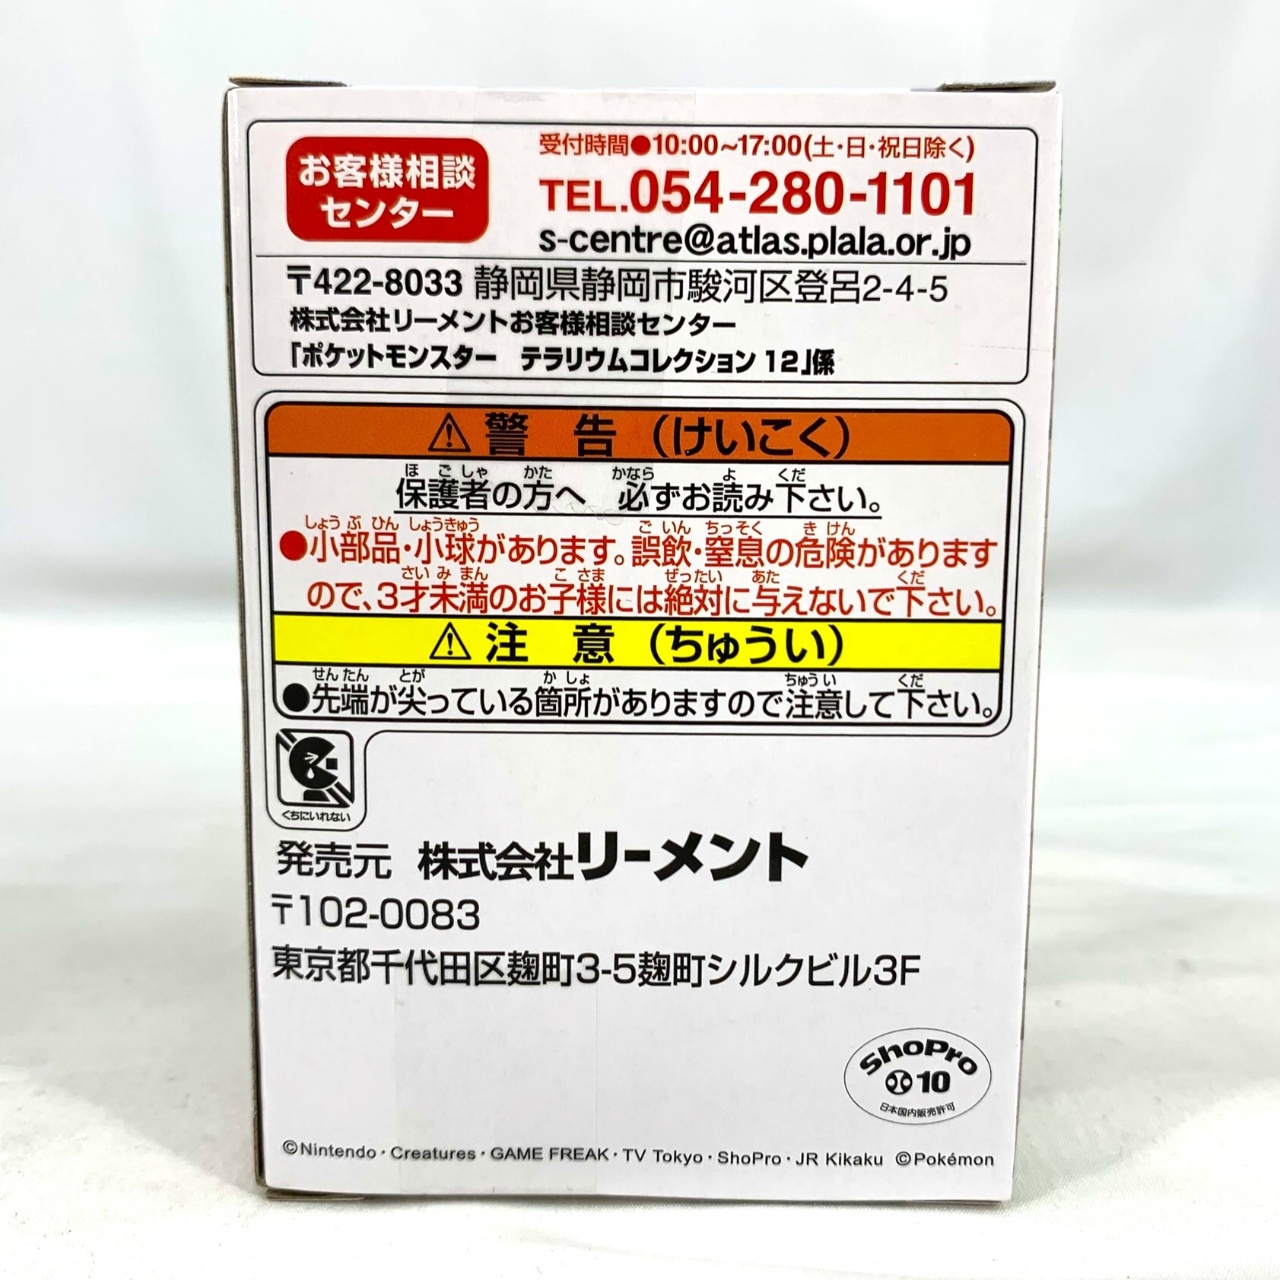 お客様相談
センター
受付時間●10:00~17:00(土・日・祝日除く)
TEL.054-280-1101
s-centre@atlas.plala.or.jp
〒422-8033 静岡県静岡市駿河区登呂2-4-5
株式会社リーメントお客様相談センター
「ポケットモンスター　テラリウムコレクション 12」係
⚠警　告（けいこく）
ほごしゃ かた かなら よ くだ
保護者の方へ　必ずお読み下さい。
しょうぶひん しょうきゅう ごいん ちっそく きけん
●小部品・小球があります。誤飲・窒息の危険があります
さいみまん こさま ぜったい あた くだ
ので、3才未満のお子様には絶対に与えないで下さい。
⚠注　意（ちゅうい）
せんたん とが かしょ ちゅうい くだ
●先端が尖っている箇所がありますので注意して下さい。
くちにいれない
発売元　株式会社リーメント
〒102-0083
東京都千代田区麹町3-5麹町シルクビル3F
ShoPro
10
日本国内販売許可
©Nintendo・Creatures・GAME FREAK・TV Tokyo・ShoPro・JR Kikaku ©Pokémon